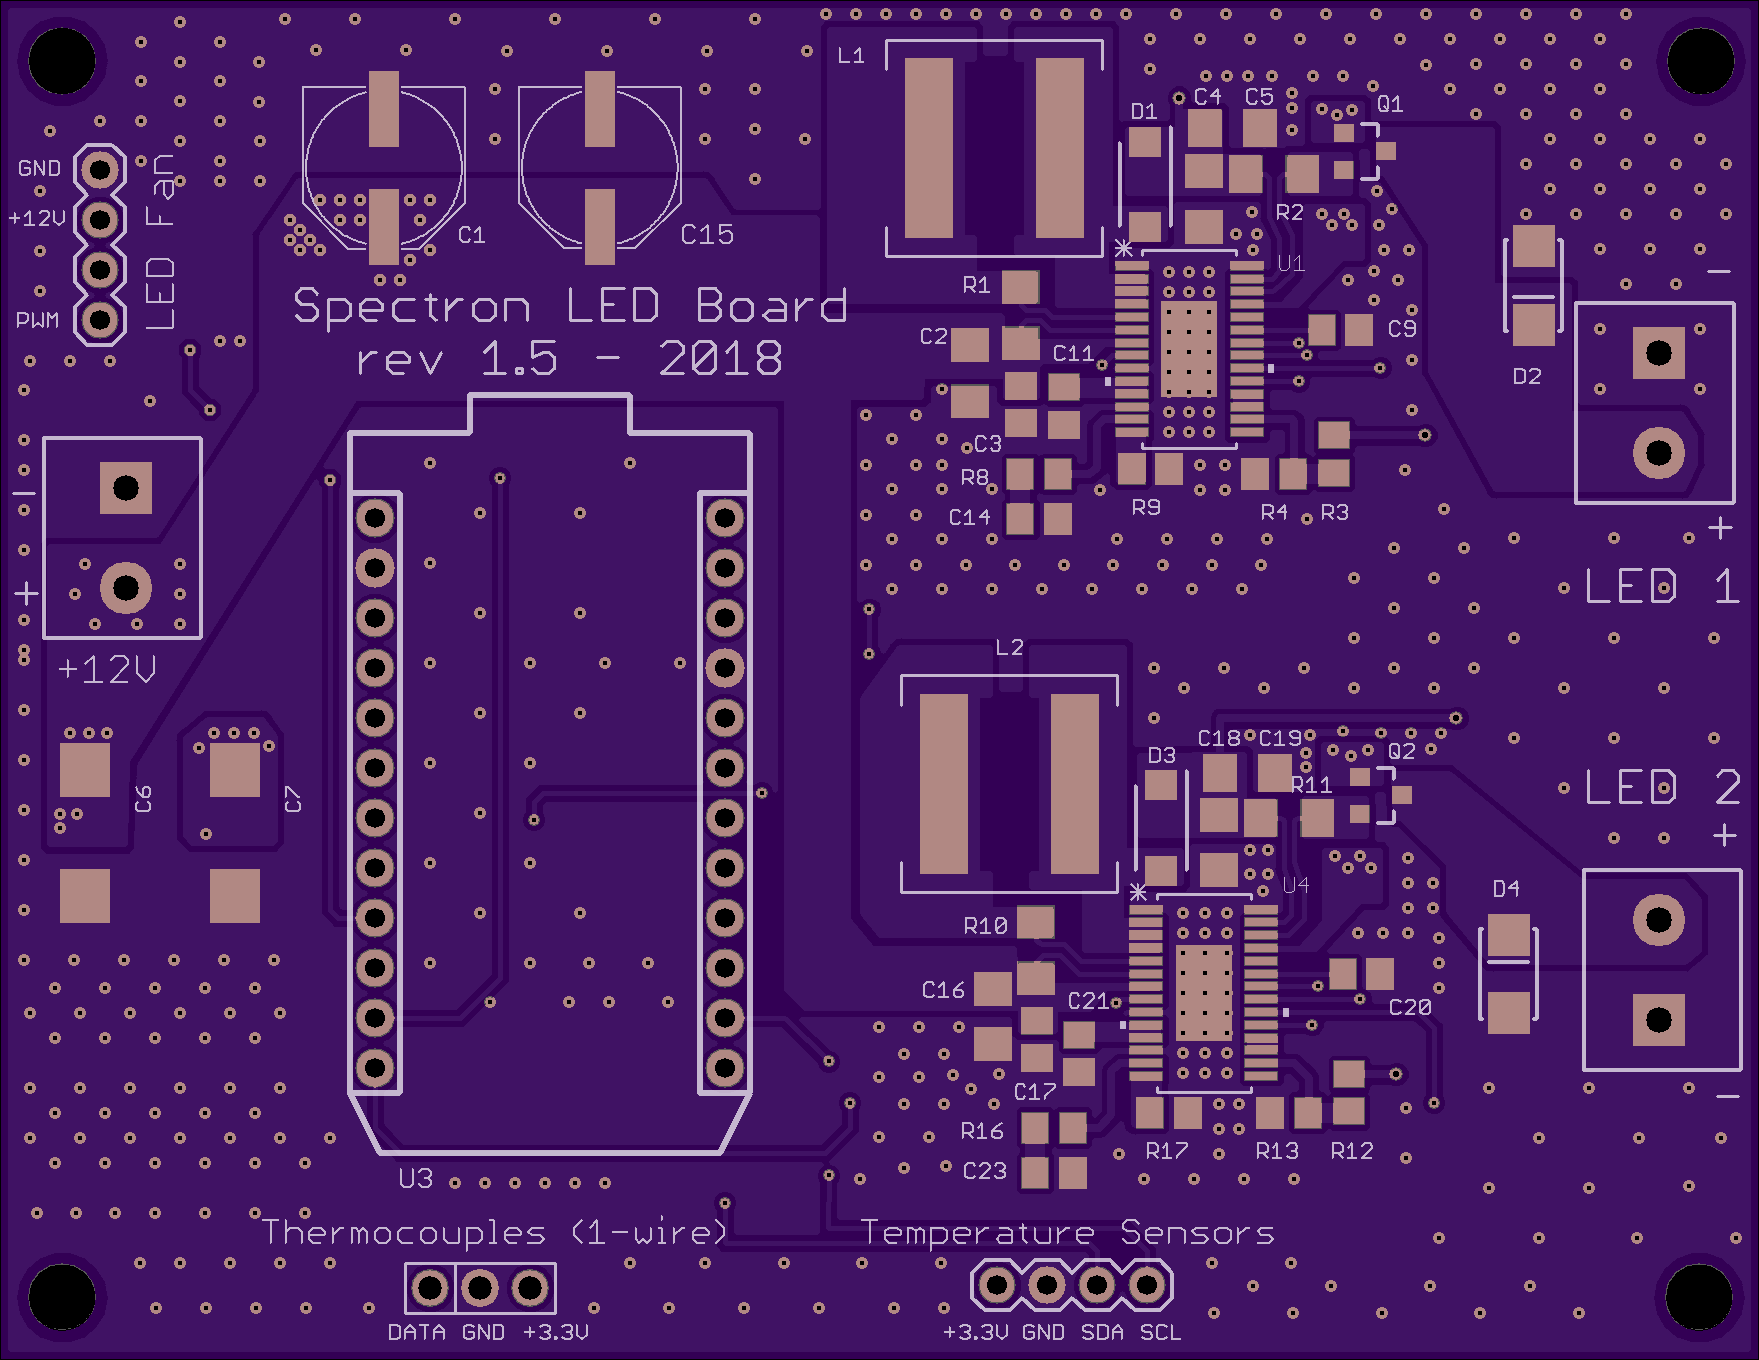 L1
D1
C4
C5
Q1
GND
+12V
PWM
LED Fan
C1
C15
R2
U1
R1
Spectron LED Board
rev 1.5 - 2018
C2
C11
C9
D2
−
C3
R8
C14
R9
R4
R3
−
+
+
LED 1
+12V
L2
C18
C19
Q2
D3
R11
LED 2
+
C6
C7
U4
D4
R10
C16
C21
C20
C17
R16
C23
R17
R13
R12
−
U3
Thermocouples (1-wire)
Temperature Sensors
DATA GND +3.3V
+3.3V GND SDA SCL